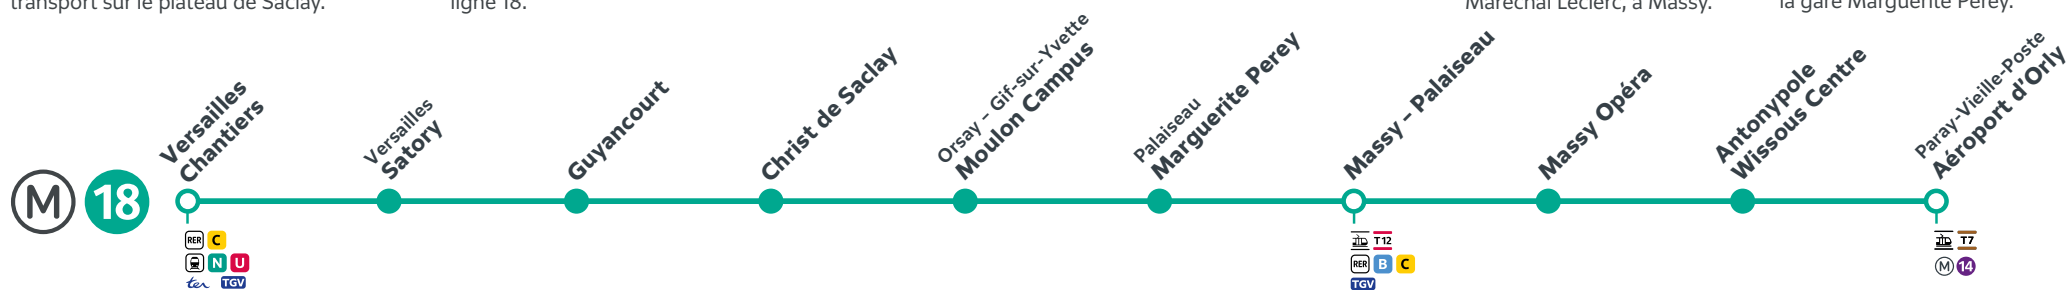 transport sur le plateau de Saclay.
ligne 18.
Maréchal Leclerc, à Massy.
la gare Marguerite Perey.
M 18
Versailles
Chantiers
Versailles
Satory
Guyancourt
Christ de Saclay
Orsay – Gif-sur-Yvette
Moulon Campus
Palaiseau
Marguerite Perey
Massy – Palaiseau
Massy Opéra
Antonypole
Wissous Centre
Paray-Vieille-Poste
Aéroport d'Orly
RER C
N U
ter TGV
T12
RER B C
TGV
T7
M 14